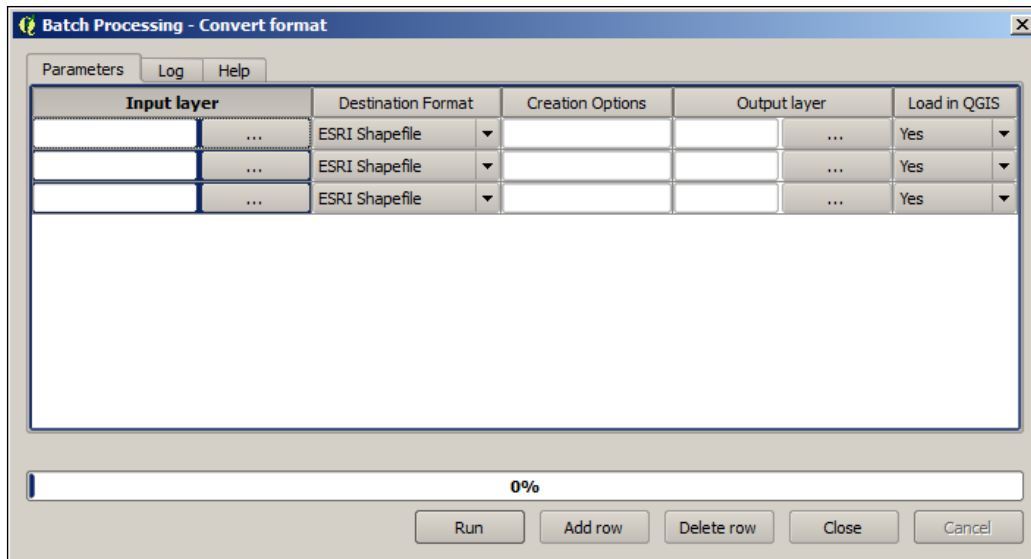 Batch Processing - Convert format
Parameters Log Help
Input layer Destination Format Creation Options Output layer Load in QGIS
... ESRI Shapefile ... Yes
... ESRI Shapefile ... Yes
... ESRI Shapefile ... Yes
0%
Run Add row Delete row Close Cancel